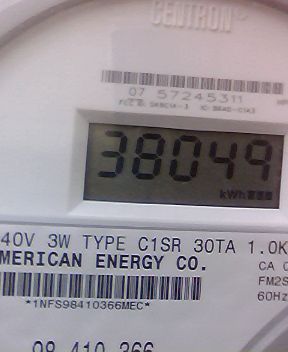 CENTRON
07 57245311
38049
kWh
40V 3W TYPE C1SR 30TA 1.0K
MERICAN ENERGY CO.
CA 0
FM2S
60Hz
*1NFS98410366MEC*
98 410 366